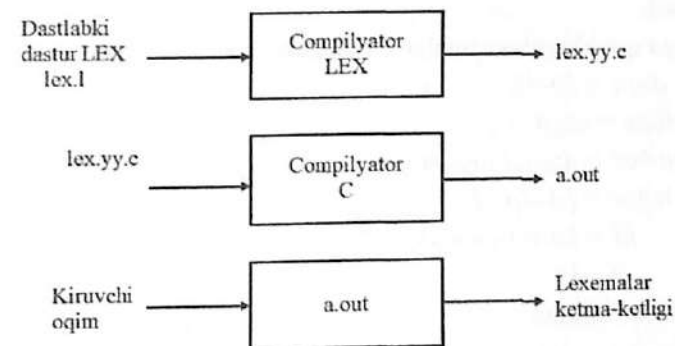 Dastlabki
dastur LEX
lex.l
Compilyator
LEX
lex.yy.c
lex.yy.c
Compilyator
C
a.out
Kiruvchi
oqim
a.out
Lexemalar
ketma-ketligi